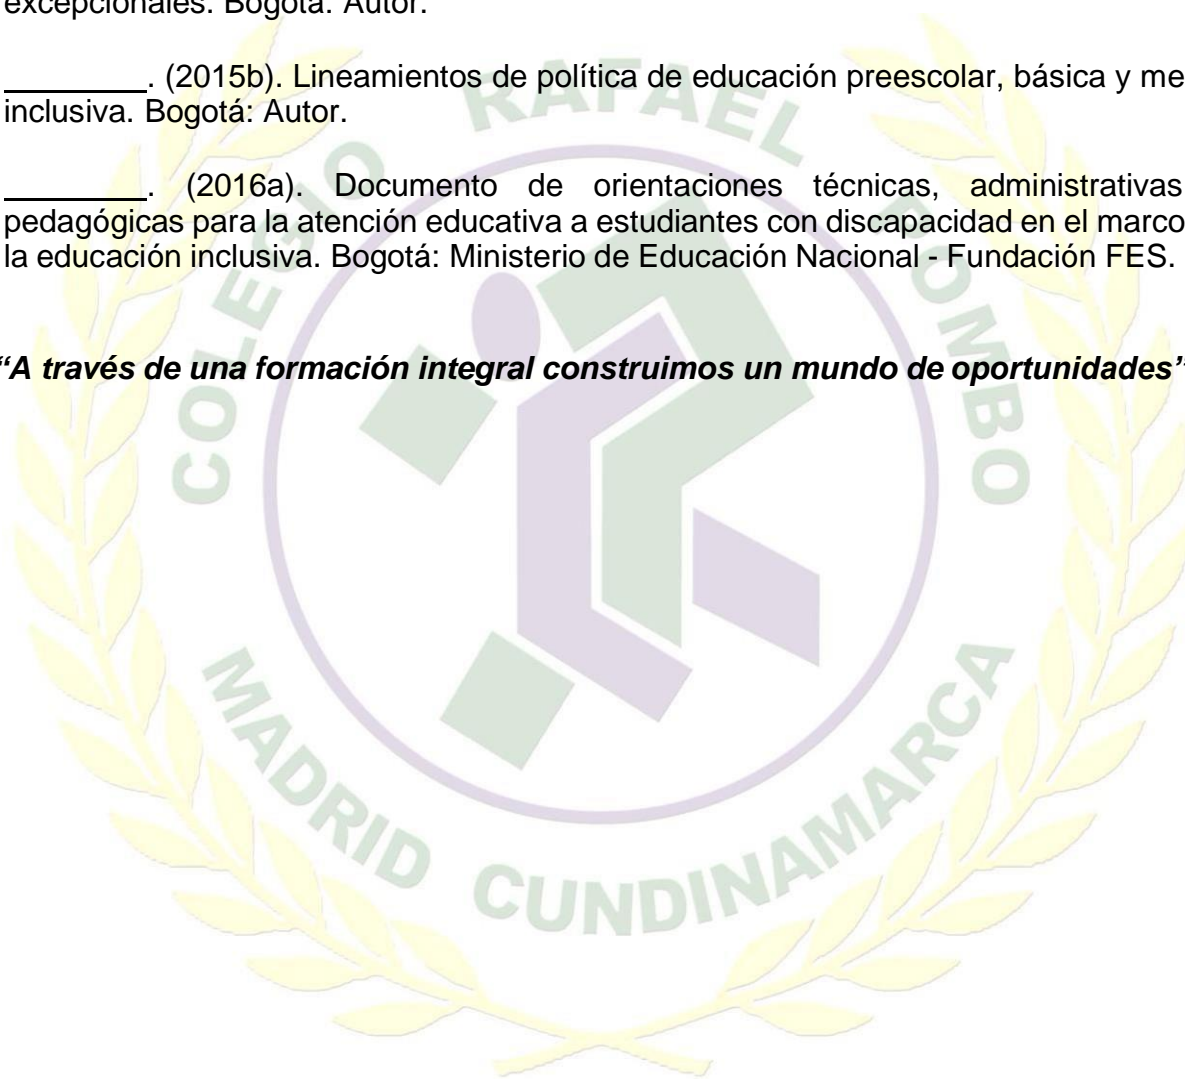 excepcionales. Bogotá: Autor.
________. (2015b). Lineamientos de política de educación preescolar, básica y me
inclusiva. Bogotá: Autor.
________. (2016a). Documento de orientaciones técnicas, administrativas
pedagógicas para la atención educativa a estudiantes con discapacidad en el marco
la educación inclusiva. Bogotá: Ministerio de Educación Nacional - Fundación FES.
“A través de una formación integral construimos un mundo de oportunidades”
COLEGIO RAFAEL POMBO
MADRID CUNDINAMARCA